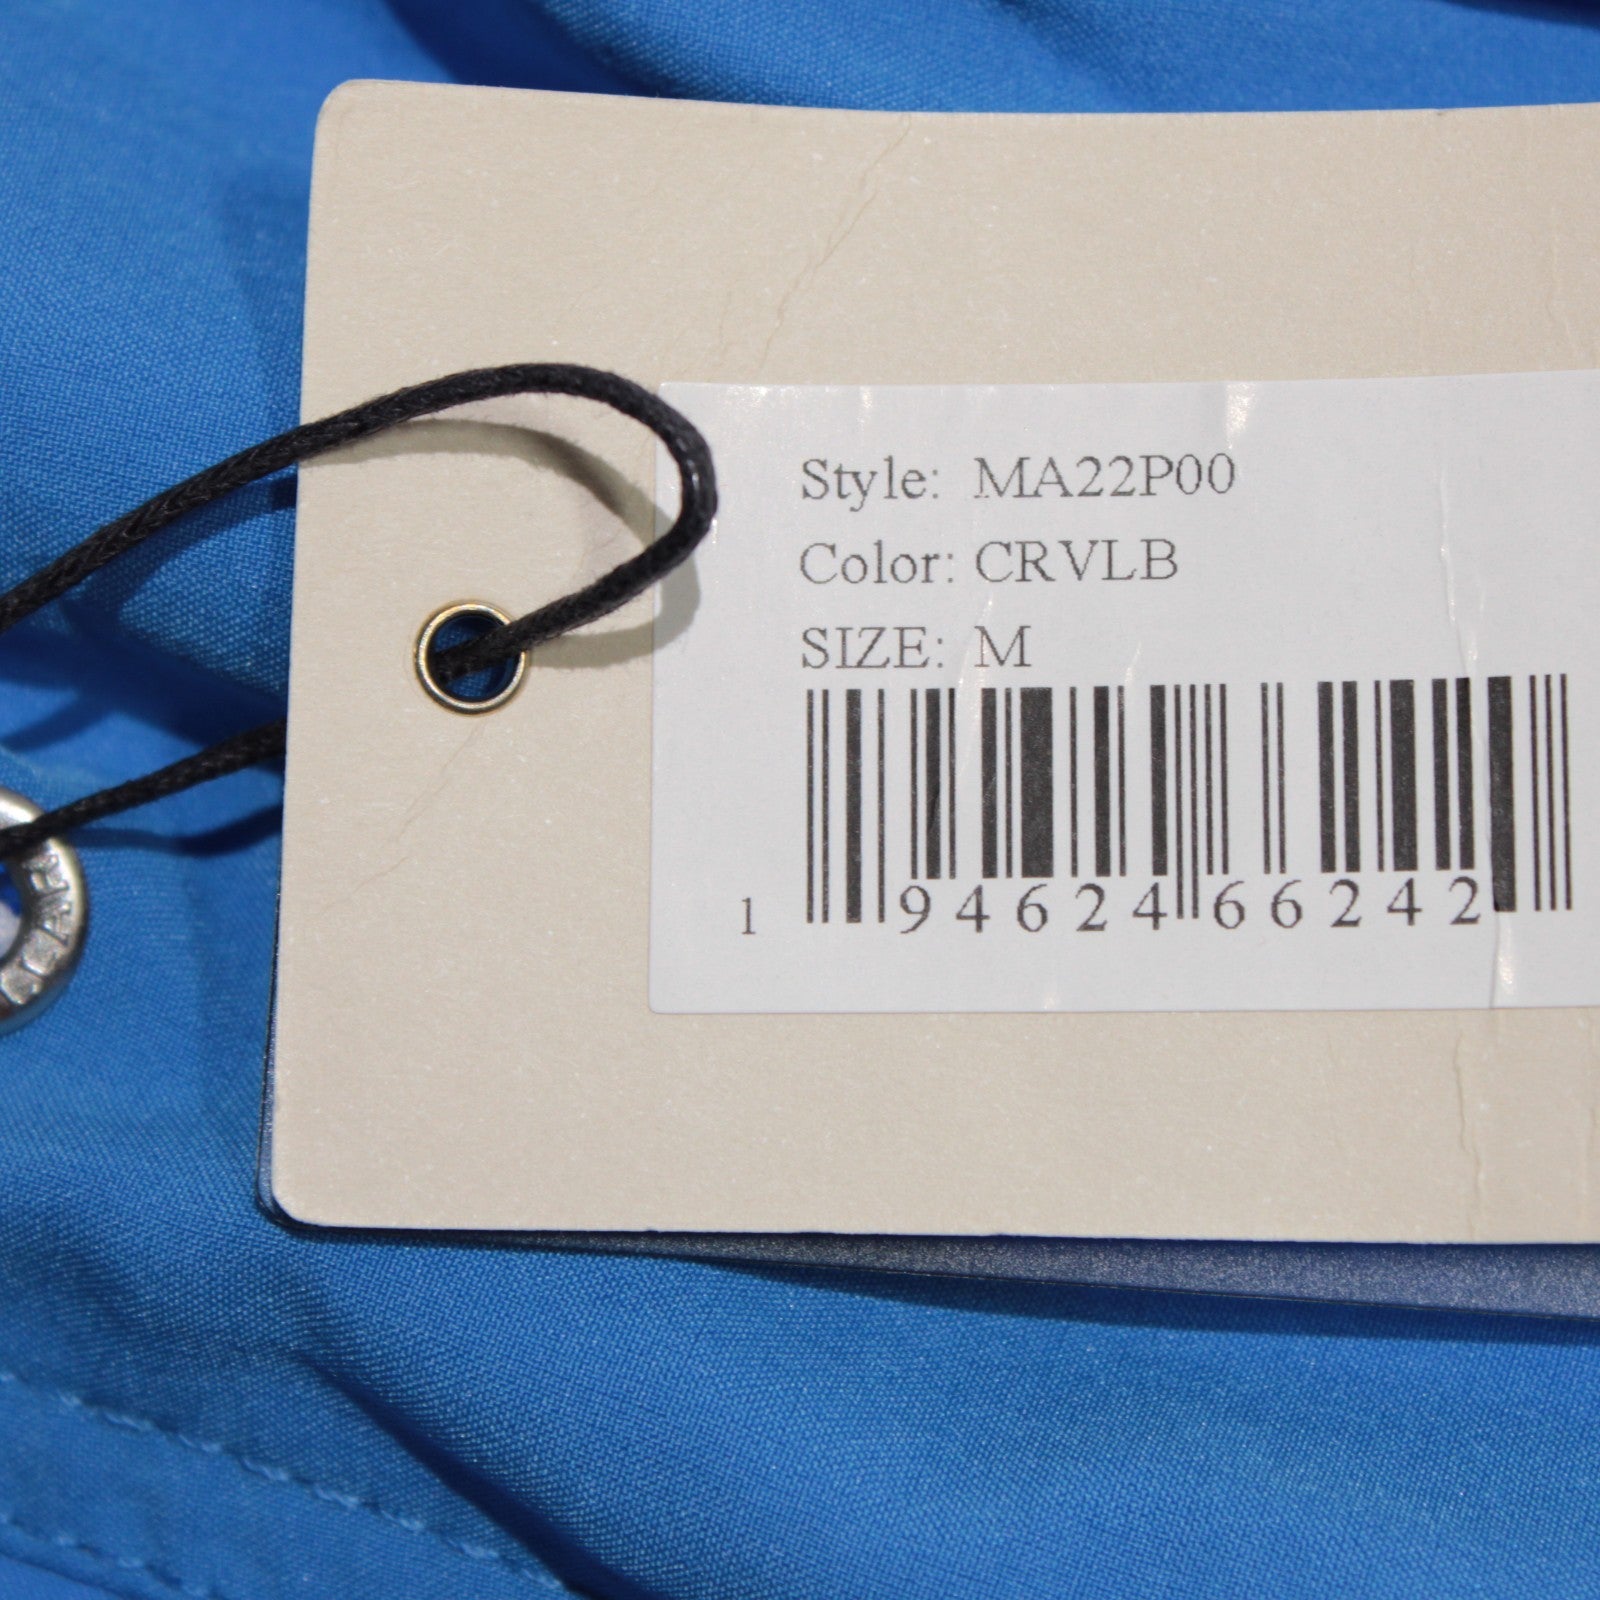 Style: MA22P00
Color: CRVLB
SIZE: M
1 94624 66242